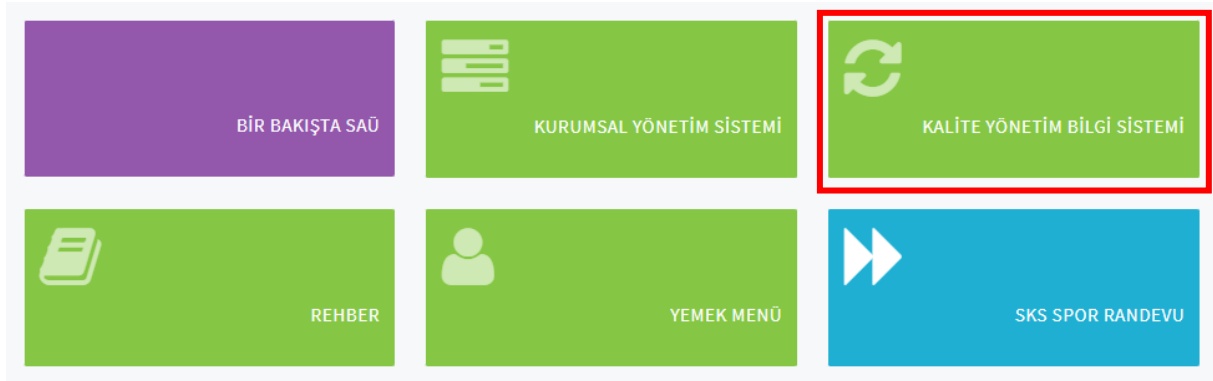 BİR BAKIŞTA SAÜ
KURUMSAL YÖNETİM SİSTEMİ
KALİTE YÖNETİM BİLGİ SİSTEMİ
REHBER
YEMEK MENÜ
SKS SPOR RANDEVU